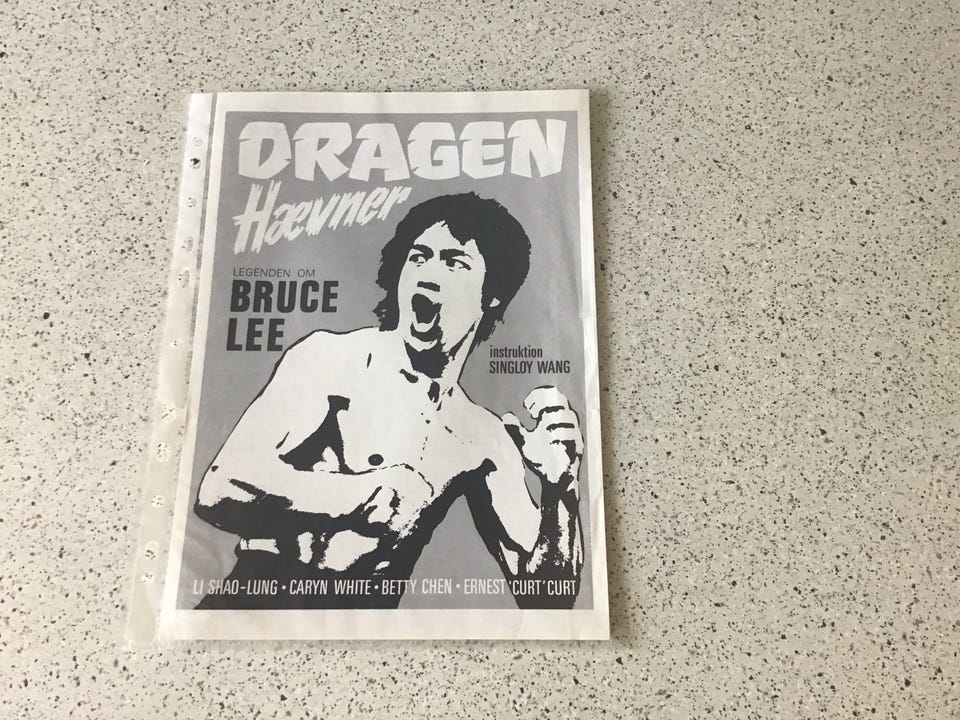 DRAGEN
Hævner
LEGENDEN OM
BRUCE
LEE
instruktion
SINGLOY WANG
LI SHAO-LUNG • CARYN WHITE • BETTY CHEN • ERNEST 'CURT' CURT